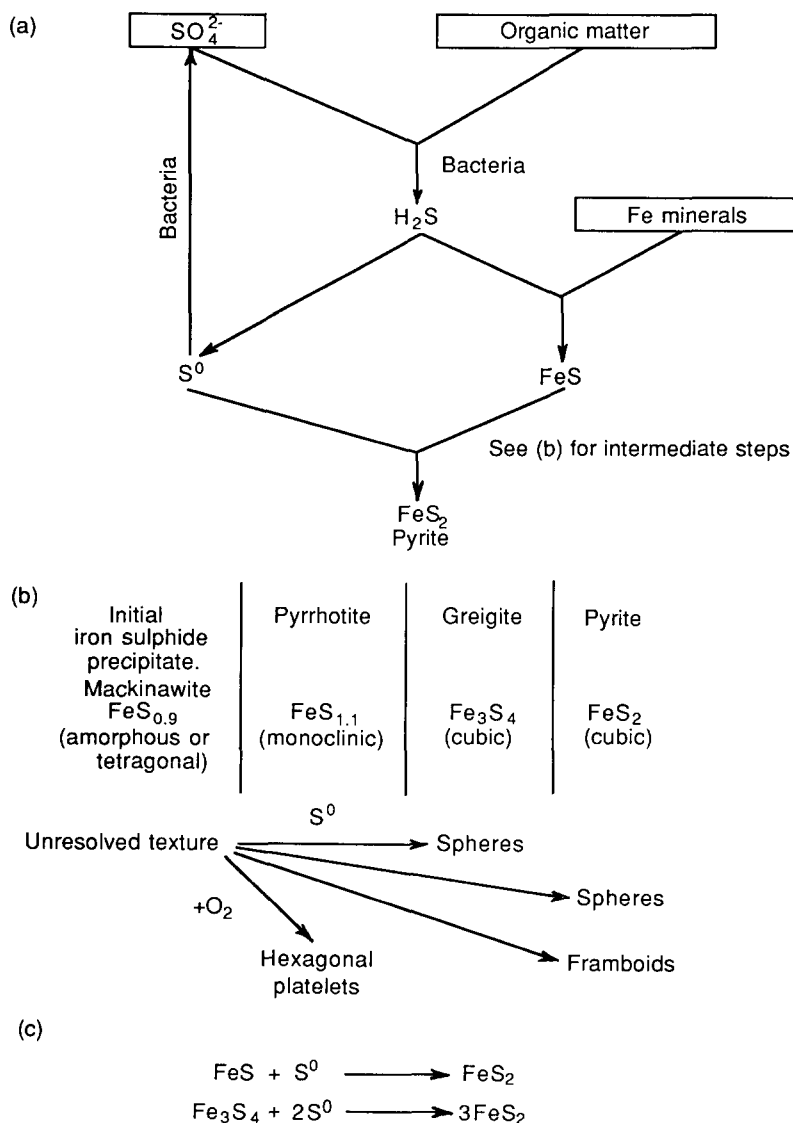 (a)
SO₄²⁻
Organic matter
Bacteria
Bacteria
H₂S
Fe minerals
S⁰
FeS
See (b) for intermediate steps
FeS₂
Pyrite
(b)
Initial
iron sulphide
precipitate.
Mackinawite
FeS₀.₉
(amorphous or
tetragonal)
Pyrrhotite
FeS₁.₁
(monoclinic)
Greigite
Fe₃S₄
(cubic)
Pyrite
FeS₂
(cubic)
Unresolved texture
S⁰
Spheres
Spheres
+O₂
Hexagonal
platelets
Framboids
(c)
FeS + S⁰ → FeS₂
Fe₃S₄ + 2S⁰ → 3FeS₂